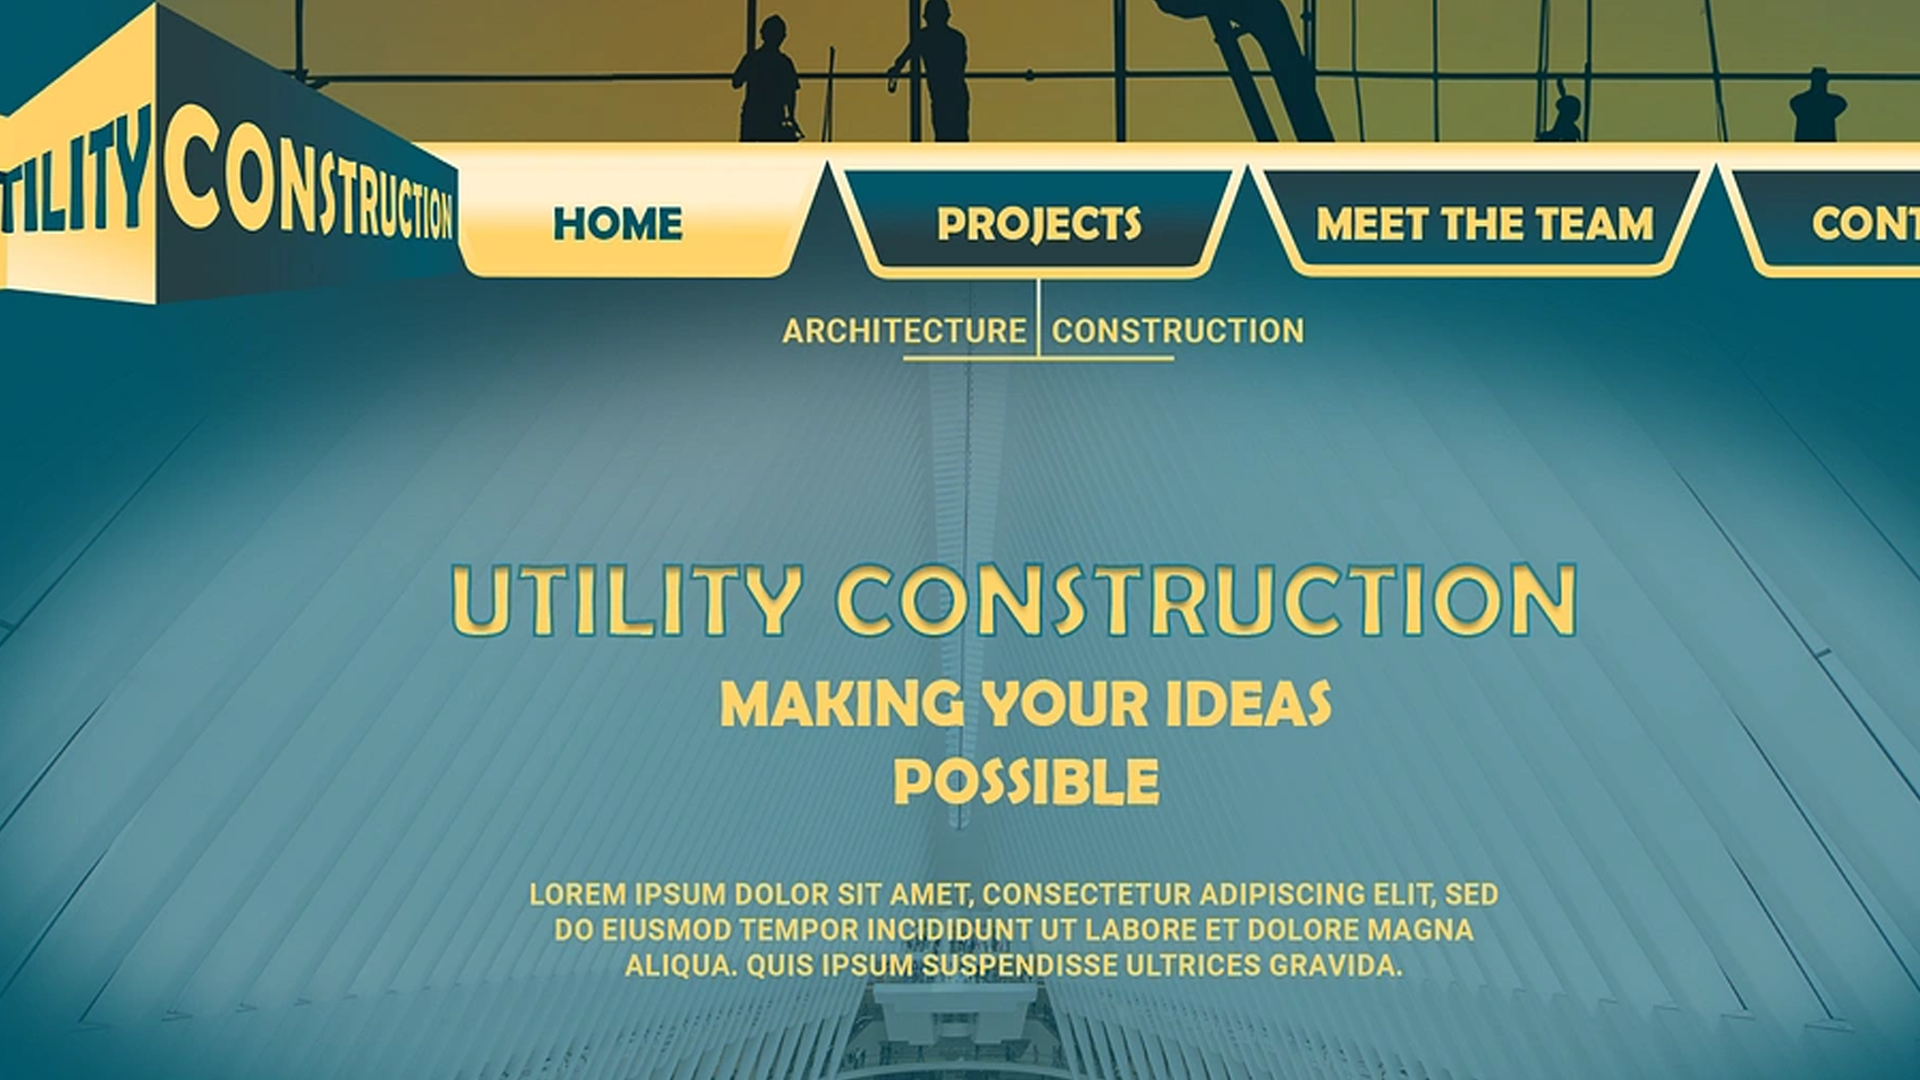 TILITY CONSTRUCTION
HOME
PROJECTS
MEET THE TEAM
CONT
ARCHITECTURE
CONSTRUCTION
UTILITY CONSTRUCTION
MAKING YOUR IDEAS
POSSIBLE
LOREM IPSUM DOLOR SIT AMET, CONSECTETUR ADIPISCING ELIT, SED
DO EIUSMOD TEMPOR INCIDIDUNT UT LABORE ET DOLORE MAGNA
ALIQUA. QUIS IPSUM SUSPENDISSE ULTRICES GRAVIDA.